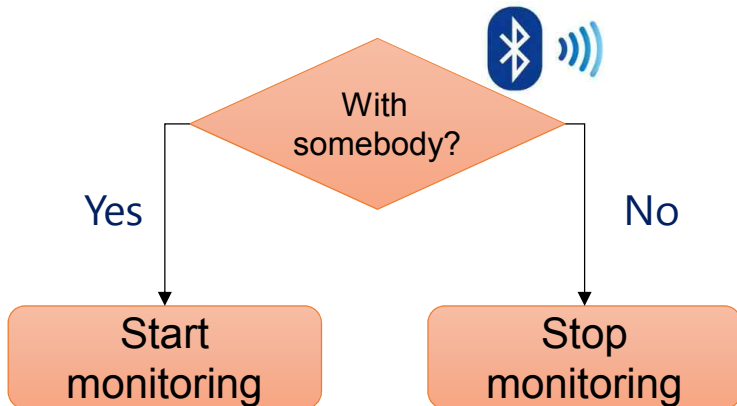 With
somebody?
Yes
No
Start
monitoring
Stop
monitoring